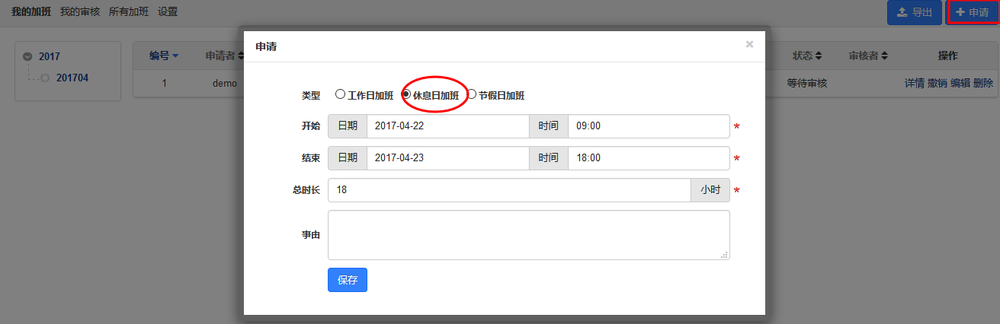 我的加班 我的审核 所有加班 设置 导出 申请
2017
201704
编号 申请者 状态 审核者 操作
1 demo 等待审核 详情 撤销 编辑 删除
申请 ×
类型 工作日加班 休息日加班 节假日加班
开始 日期 2017-04-22 时间 09:00 *
结束 日期 2017-04-23 时间 18:00 *
总时长 18 小时 *
事由
保存